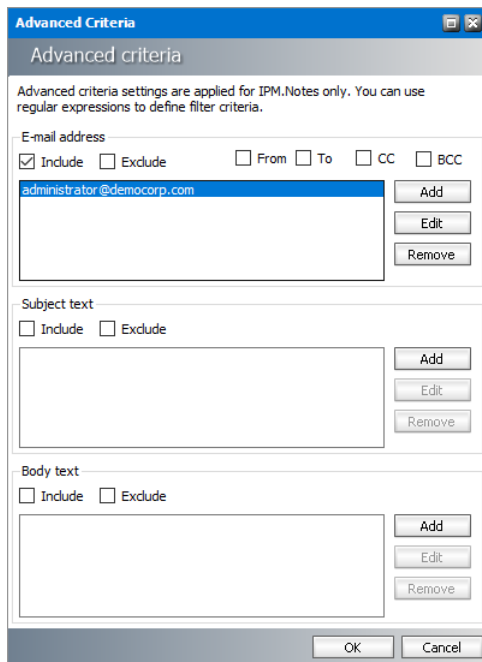 Advanced Criteria
Advanced criteria
Advanced criteria settings are applied for IPM.Notes only. You can use
regular expressions to define filter criteria.
E-mail address
Include Exclude From To CC BCC
administrator@democorp.com
Add
Edit
Remove
Subject text
Include Exclude
Add
Edit
Remove
Body text
Include Exclude
Add
Edit
Remove
OK Cancel